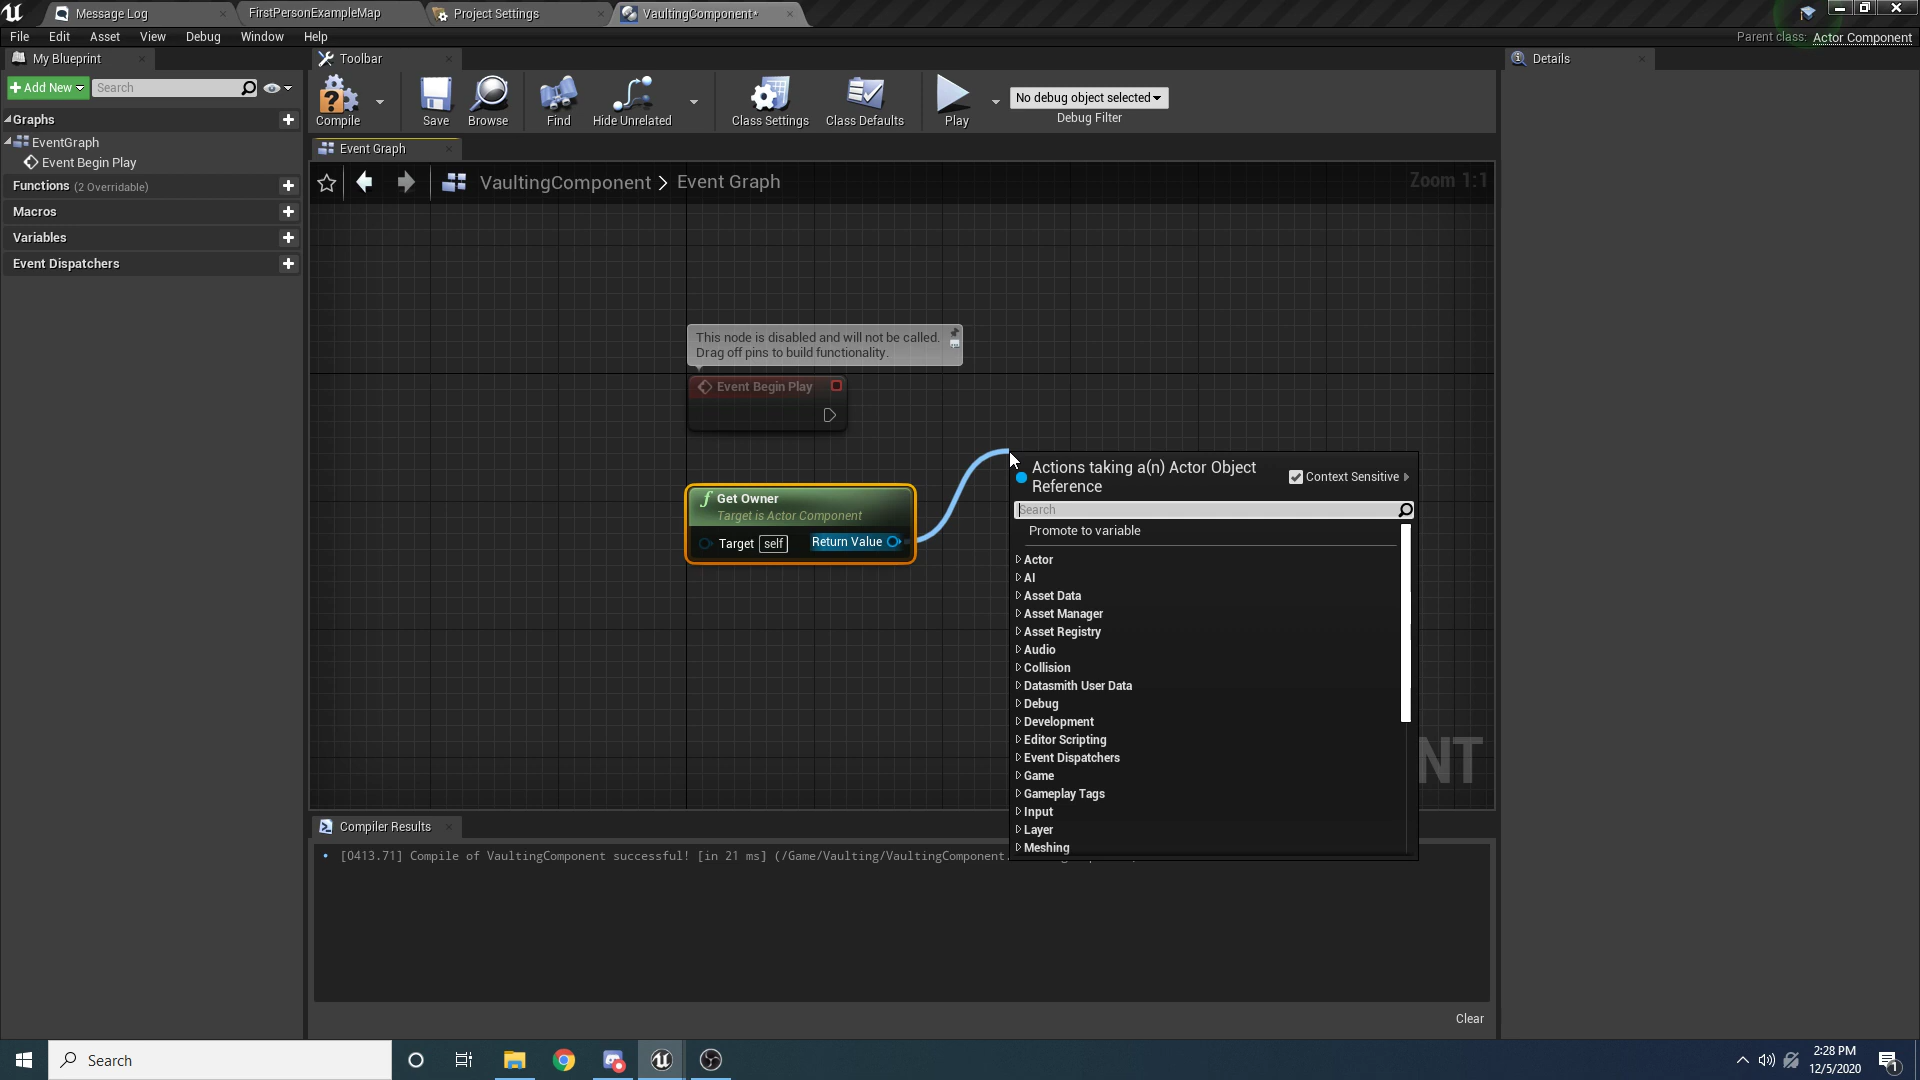 Message Log
FirstPersonExampleMap
Project Settings
VaultingComponent*
File
Edit
Asset
View
Debug
Window
Help
Parent class:
Actor Component
My Blueprint
Toolbar
Details
Add New
Search
Compile
Save
Browse
Find
Hide Unrelated
Class Settings
Class Defaults
Play
No debug object selected
Debug Filter
Graphs
EventGraph
Event Begin Play
Functions (2 Overridable)
Macros
Variables
Event Dispatchers
Event Graph
VaultingComponent > Event Graph
Zoom 1:1
This node is disabled and will not be called.
Drag off pins to build functionality.
Event Begin Play
Get Owner
Target is Actor Component
Target self
Return Value
Actions taking a(n) Actor Object
Reference
Context Sensitive
Search
Promote to variable
Actor
AI
Asset Data
Asset Manager
Asset Registry
Audio
Collision
Datasmith User Data
Debug
Development
Editor Scripting
Event Dispatchers
Game
Gameplay Tags
Input
Layer
Meshing
NT
Compiler Results
[0413.71] Compile of VaultingComponent successful! [in 21 ms] (/Game/Vaulting/VaultingComponent.
Clear
Search
2:28 PM
12/5/2020
1